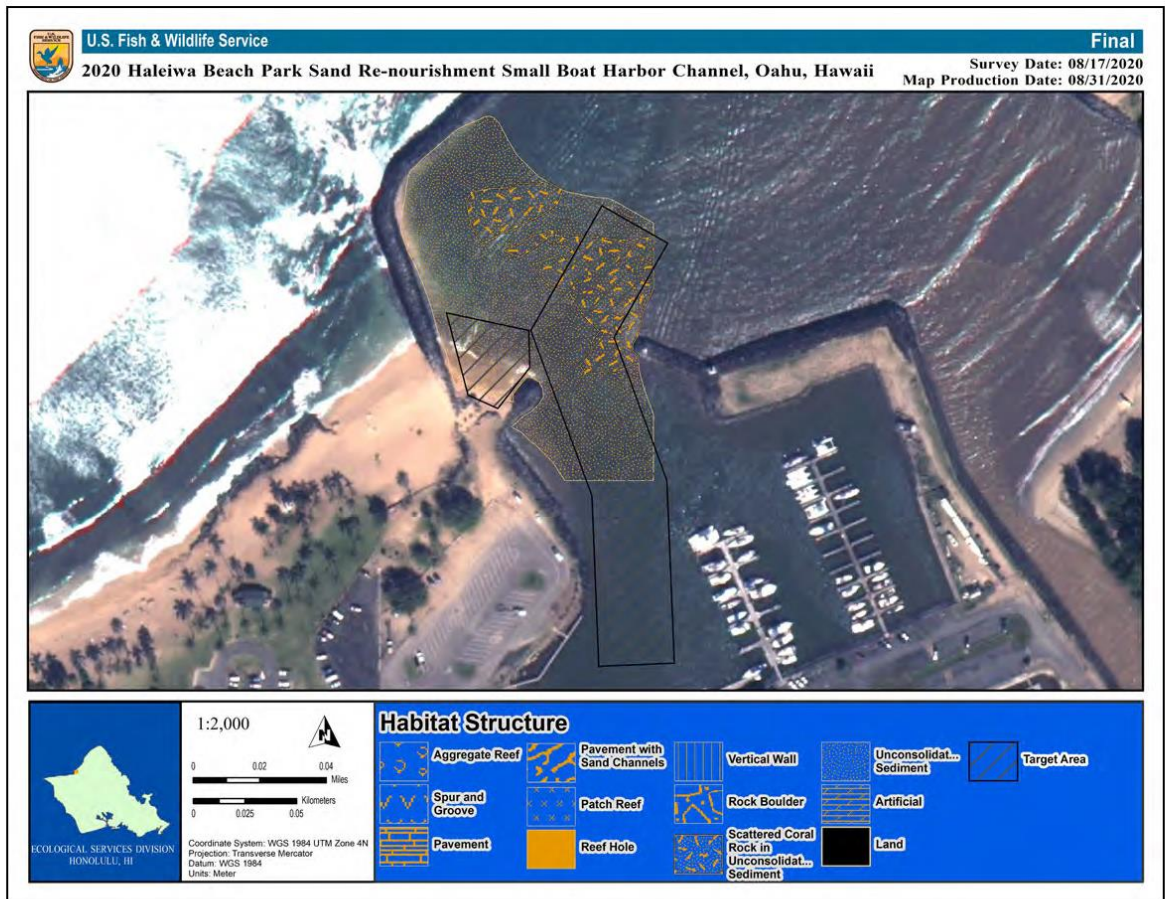 U.S. Fish & Wildlife Service
Final
2020 Haleiwa Beach Park Sand Re-nourishment Small Boat Harbor Channel, Oahu, Hawaii
Survey Date: 08/17/2020
Map Production Date: 08/31/2020
ECOLOGICAL SERVICES DIVISION
HONOLULU, HI
1:2,000
N
0 0.02 0.04
Miles
Kilometers
0 0.025 0.05
Coordinate System: WGS 1984 UTM Zone 4N
Projection: Transverse Mercator
Datum: WGS 1984
Units: Meter
Habitat Structure
Aggregate Reef
Spur and
Groove
Pavement
Pavement with
Sand Channels
Patch Reef
Reef Hole
Vertical Wall
Rock Boulder
Scattered Coral
Rock in
Unconsolidat...
Sediment
Unconsolidat...
Sediment
Artificial
Land
Target Area